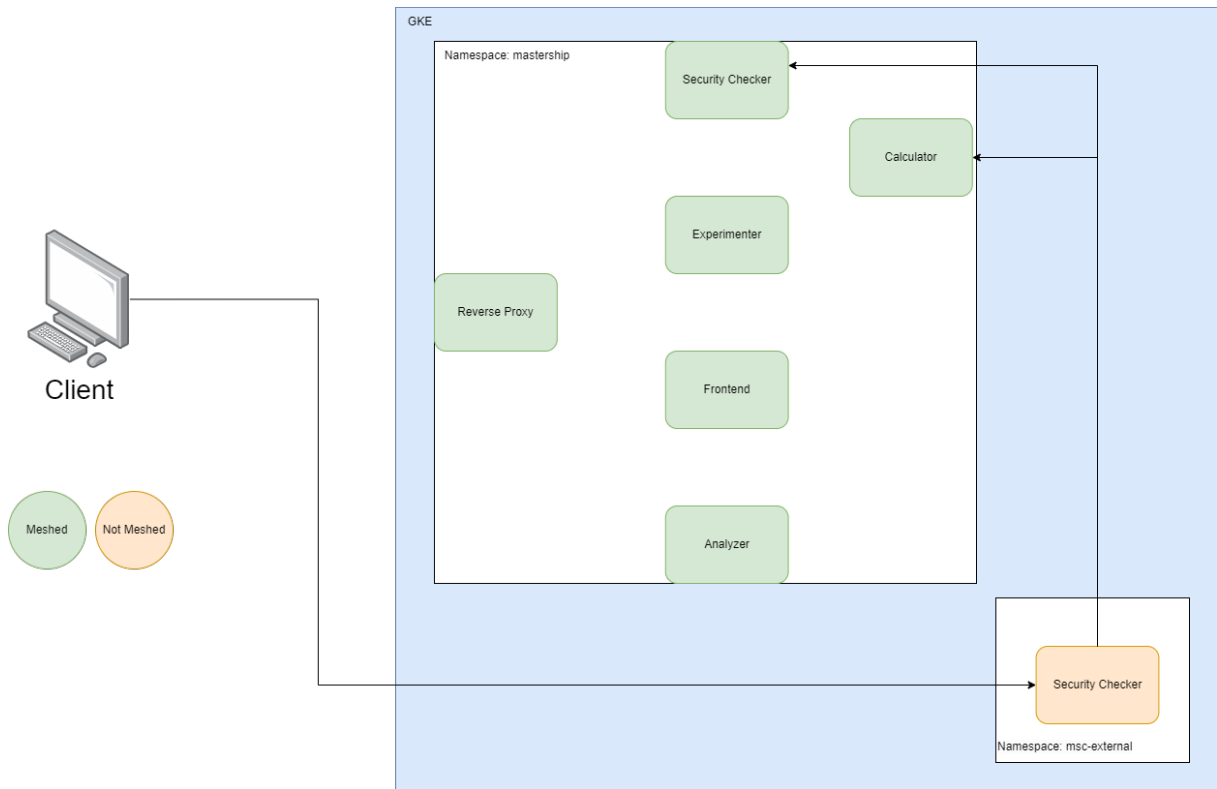 GKE
Namespace: mastership
Security Checker
Calculator
Experimenter
Reverse Proxy
Client
Frontend
Meshed
Not Meshed
Analyzer
Security Checker
Namespace: msc-external